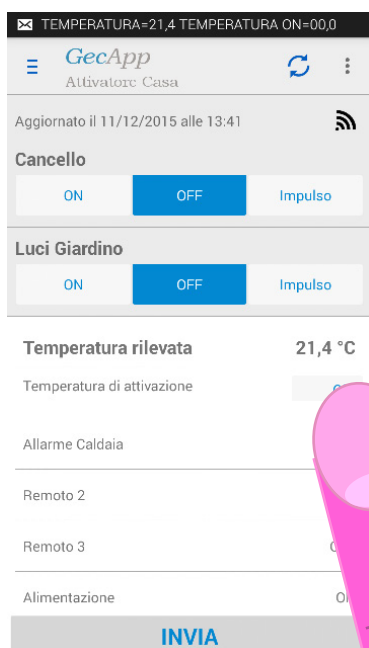 TEMPERATURA=21,4 TEMPERATURA ON=00,0
GecApp
Attivatore Casa
Aggiornato il 11/12/2015 alle 13:41
Cancello
ON OFF Impulso
Luci Giardino
ON OFF Impulso
Temperatura rilevata 21,4 °C
Temperatura di attivazione
Allarme Caldaia
Remoto 2
Remoto 3
Alimentazione
INVIA